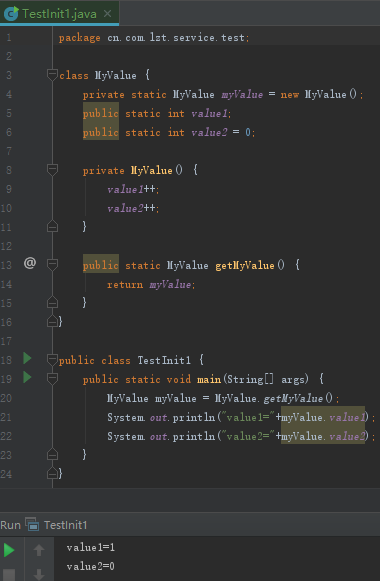 TestInit1.java ×
1 package cn.com.lzt.service.test;
2
3 class MyValue {
4 private static MyValue myValue = new MyValue();
5 public static int value1;
6 public static int value2 = 0;
7
8 private MyValue() {
9 value1++;
10 value2++;
11 }
12
13 @ public static MyValue getMyValue() {
14 return myValue;
15 }
16 }
17
18 public class TestInit1 {
19 public static void main(String[] args) {
20 MyValue myValue = MyValue.getMyValue();
21 System.out.println("value1="+myValue.value1);
22 System.out.println("value2="+myValue.value2);
23 }
24 }
Run TestInit1
value1=1
value2=0